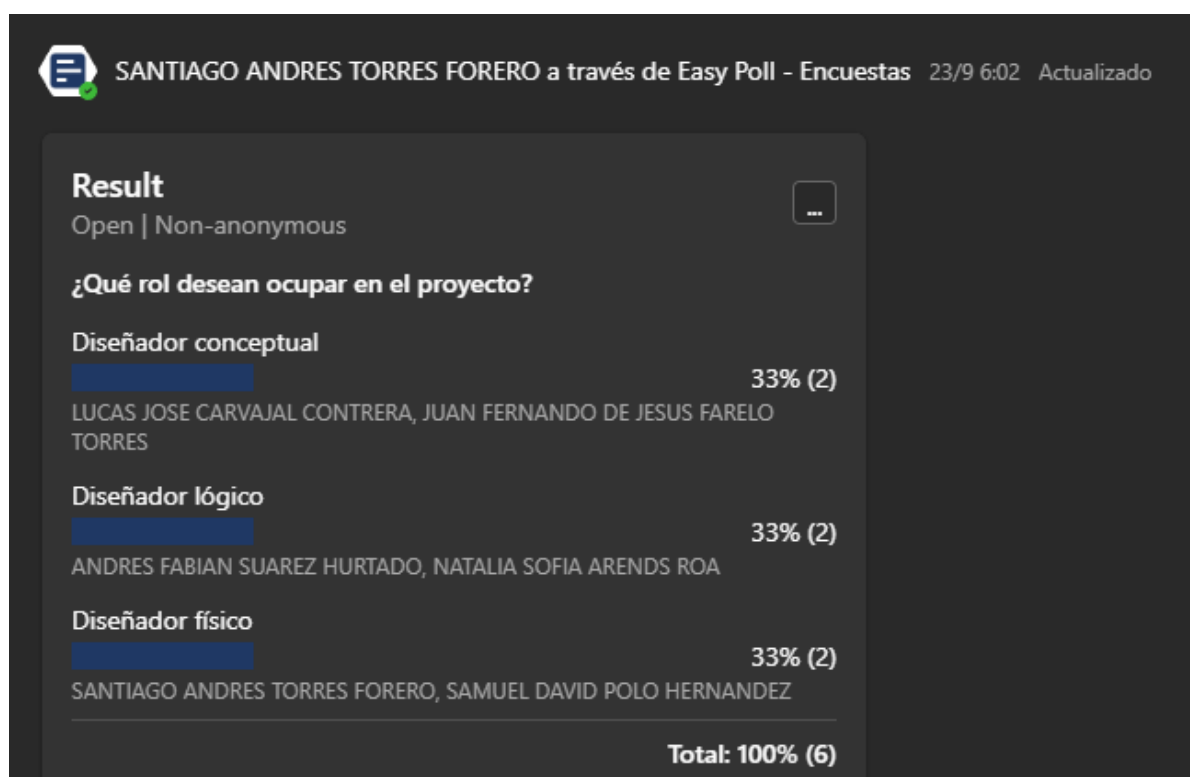 SANTIAGO ANDRES TORRES FORERO a través de Easy Poll - Encuestas 23/9 6:02 Actualizado
Result
...
Open | Non-anonymous
¿Qué rol desean ocupar en el proyecto?
Diseñador conceptual
33% (2)
LUCAS JOSE CARVAJAL CONTRERA, JUAN FERNANDO DE JESUS FARELO
TORRES
Diseñador lógico
33% (2)
ANDRES FABIAN SUAREZ HURTADO, NATALIA SOFIA ARENDS ROA
Diseñador físico
33% (2)
SANTIAGO ANDRES TORRES FORERO, SAMUEL DAVID POLO HERNANDEZ
Total: 100% (6)